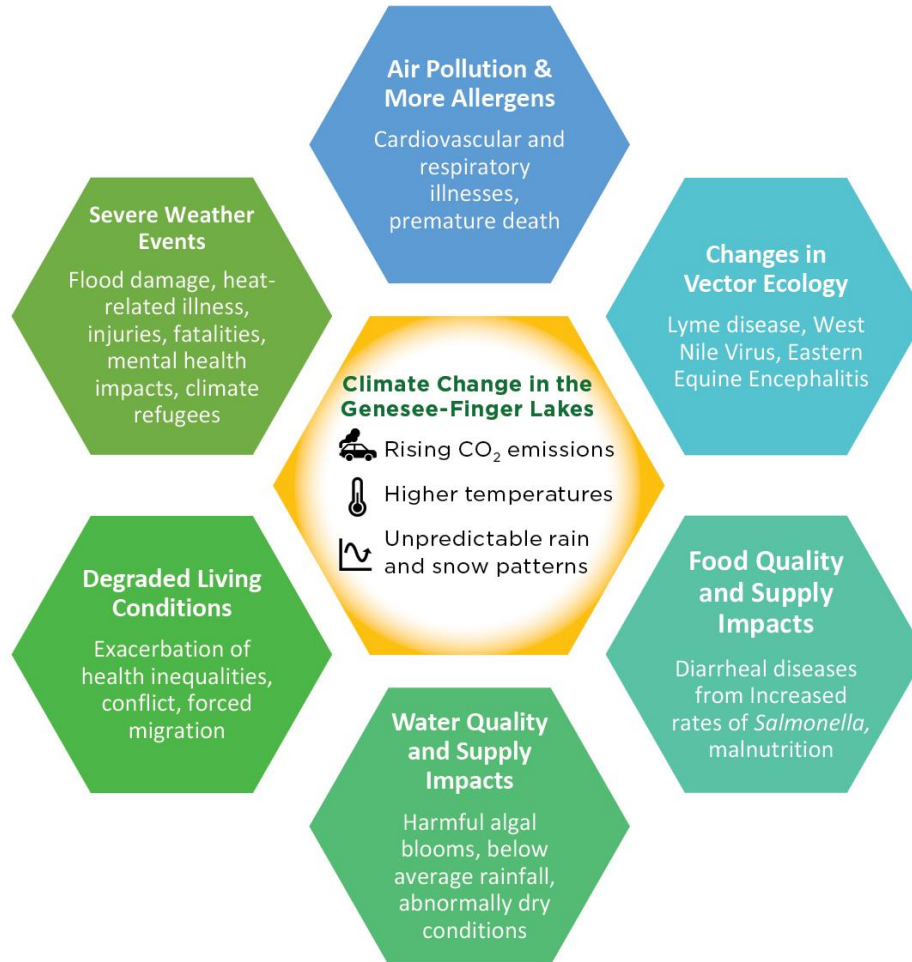 Air Pollution &
More Allergens
Cardiovascular and
respiratory
illnesses,
premature death
Severe Weather
Events
Flood damage, heat-
related illness,
injuries, fatalities,
mental health
impacts, climate
refugees
Changes in
Vector Ecology
Lyme disease, West
Nile Virus, Eastern
Equine Encephalitis
Climate Change in the
Genesee-Finger Lakes
Rising CO₂ emissions
Higher temperatures
Unpredictable rain
and snow patterns
Degraded Living
Conditions
Exacerbation of
health inequalities,
conflict, forced
migration
Food Quality
and Supply
Impacts
Diarrheal diseases
from Increased
rates of Salmonella,
malnutrition
Water Quality
and Supply
Impacts
Harmful algal
blooms, below
average rainfall,
abnormally dry
conditions